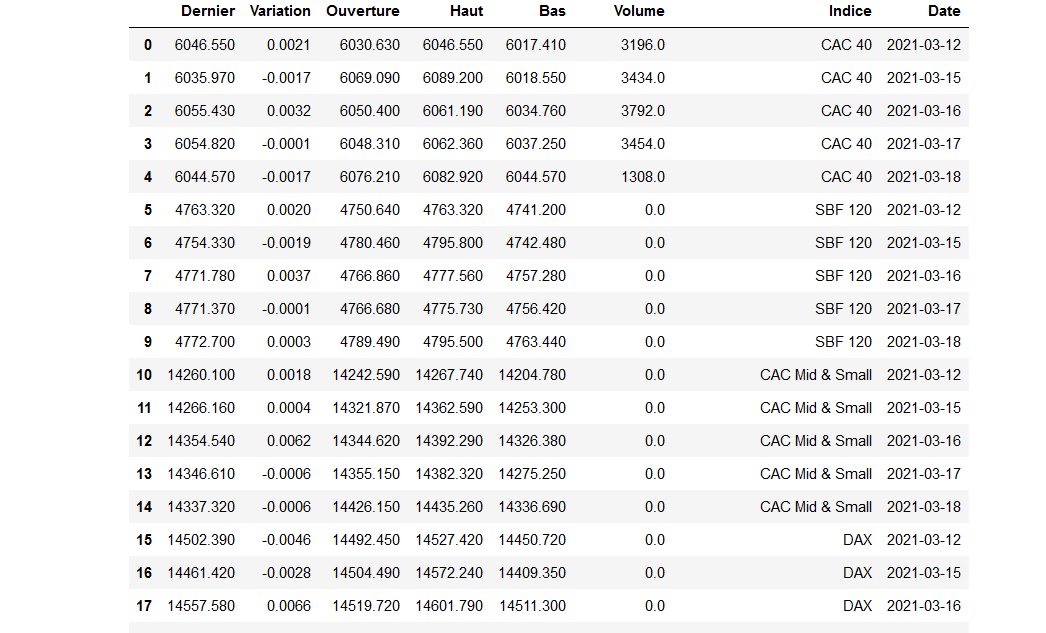 Dernier Variation Ouverture Haut Bas Volume Indice Date
0 6046.550 0.0021 6030.630 6046.550 6017.410 3196.0 CAC 40 2021-03-12
1 6035.970 -0.0017 6069.090 6089.200 6018.550 3434.0 CAC 40 2021-03-15
2 6055.430 0.0032 6050.400 6061.190 6034.760 3792.0 CAC 40 2021-03-16
3 6054.820 -0.0001 6048.310 6062.360 6037.250 3454.0 CAC 40 2021-03-17
4 6044.570 -0.0017 6076.210 6082.920 6044.570 1308.0 CAC 40 2021-03-18
5 4763.320 0.0020 4750.640 4763.320 4741.200 0.0 SBF 120 2021-03-12
6 4754.330 -0.0019 4780.460 4795.800 4742.480 0.0 SBF 120 2021-03-15
7 4771.780 0.0037 4766.860 4777.560 4757.280 0.0 SBF 120 2021-03-16
8 4771.370 -0.0001 4766.680 4775.730 4756.420 0.0 SBF 120 2021-03-17
9 4772.700 0.0003 4789.490 4795.500 4763.440 0.0 SBF 120 2021-03-18
10 14260.100 0.0018 14242.590 14267.740 14204.780 0.0 CAC Mid & Small 2021-03-12
11 14266.160 0.0004 14321.870 14362.590 14253.300 0.0 CAC Mid & Small 2021-03-15
12 14354.540 0.0062 14344.620 14392.290 14326.380 0.0 CAC Mid & Small 2021-03-16
13 14346.610 -0.0006 14355.150 14382.320 14275.250 0.0 CAC Mid & Small 2021-03-17
14 14337.320 -0.0006 14426.150 14435.260 14336.690 0.0 CAC Mid & Small 2021-03-18
15 14502.390 -0.0046 14492.450 14527.420 14450.720 0.0 DAX 2021-03-12
16 14461.420 -0.0028 14504.490 14572.240 14409.350 0.0 DAX 2021-03-15
17 14557.580 0.0066 14519.720 14601.790 14511.300 0.0 DAX 2021-03-16